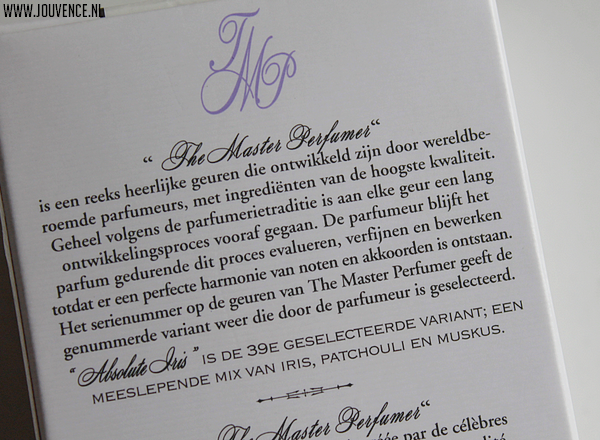 WWW.JOUVENCE.NL
TMP
“ The Master Perfumer“
is een reeks heerlijke geuren die ontwikkeld zijn door wereldbe-
roemde parfumeurs, met ingrediënten van de hoogste kwaliteit.
Geheel volgens de parfumerietraditie is aan elke geur een lang
ontwikkelingsproces vooraf gegaan. De parfumeur blijft het
parfum gedurende dit proces evalueren, verfijnen en bewerken
totdat er een perfecte harmonie van noten en akkoorden is ontstaan.
Het serienummer op de geuren van The Master Perfumer geeft de
genummerde variant weer die door de parfumeur is geselecteerd.
“Absolute Iris” IS DE 39E GESELECTEERDE VARIANT; EEN
MEESLEPENDE MIX VAN IRIS, PATCHOULI EN MUSKUS.
“The Master Perfumer“
par de célèbres